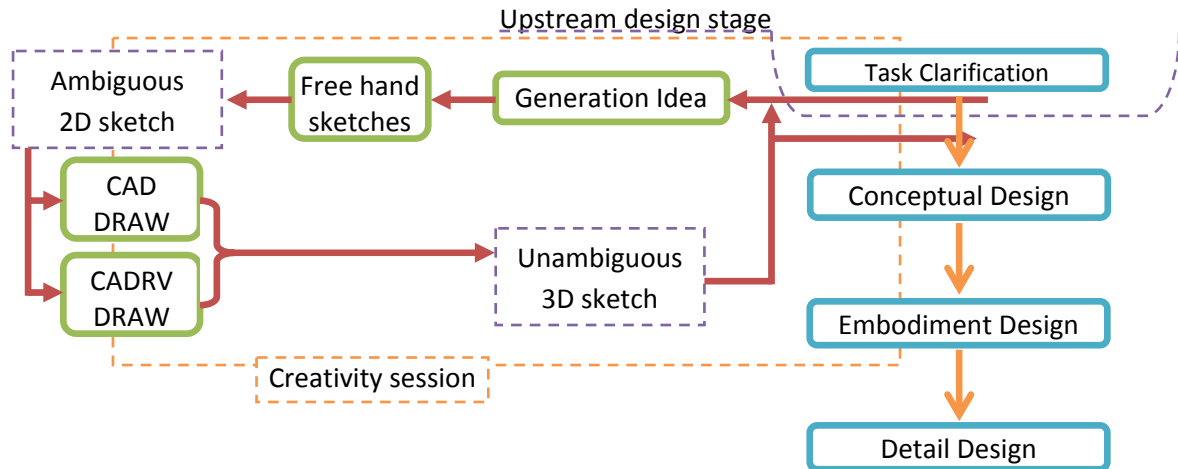 Upstream design stage
Ambiguous
2D sketch
Free hand
sketches
Generation Idea
Task Clarification
CAD
DRAW
Conceptual Design
CADRV
DRAW
Unambiguous
3D sketch
Embodiment Design
Creativity session
Detail Design